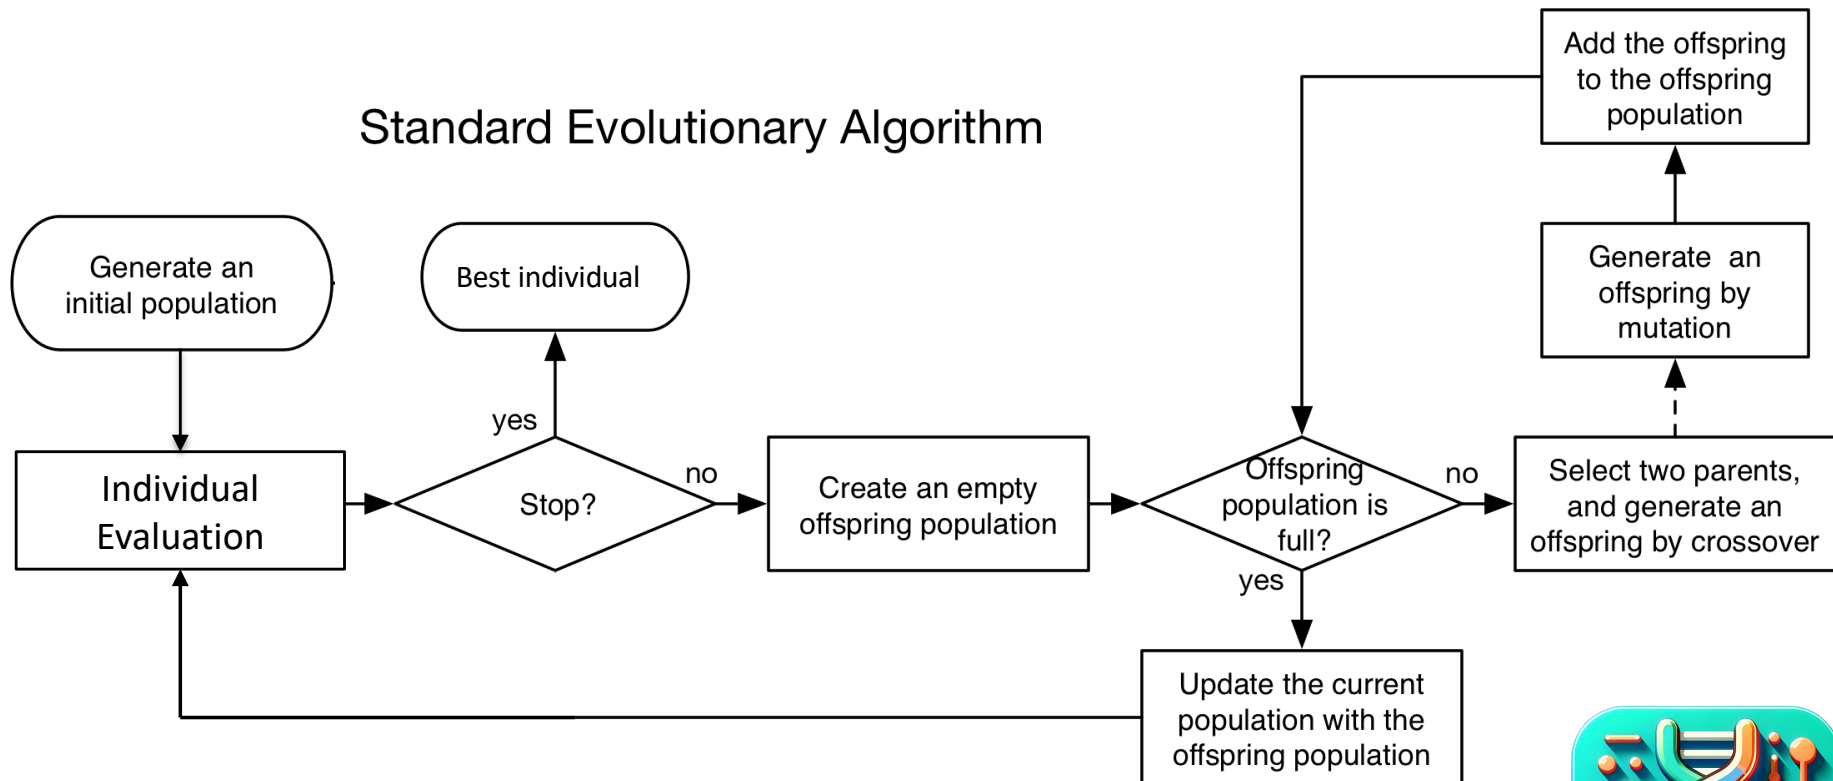 Standard Evolutionary Algorithm
Generate an
initial population
Individual
Evaluation
Best individual
yes
Stop?
no
Create an empty
offspring population
Offspring
population is
full?
no
yes
Select two parents,
and generate an
offspring by crossover
Generate  an
offspring by
mutation
Add the offspring
to the offspring
population
Update the current
population with the
offspring population